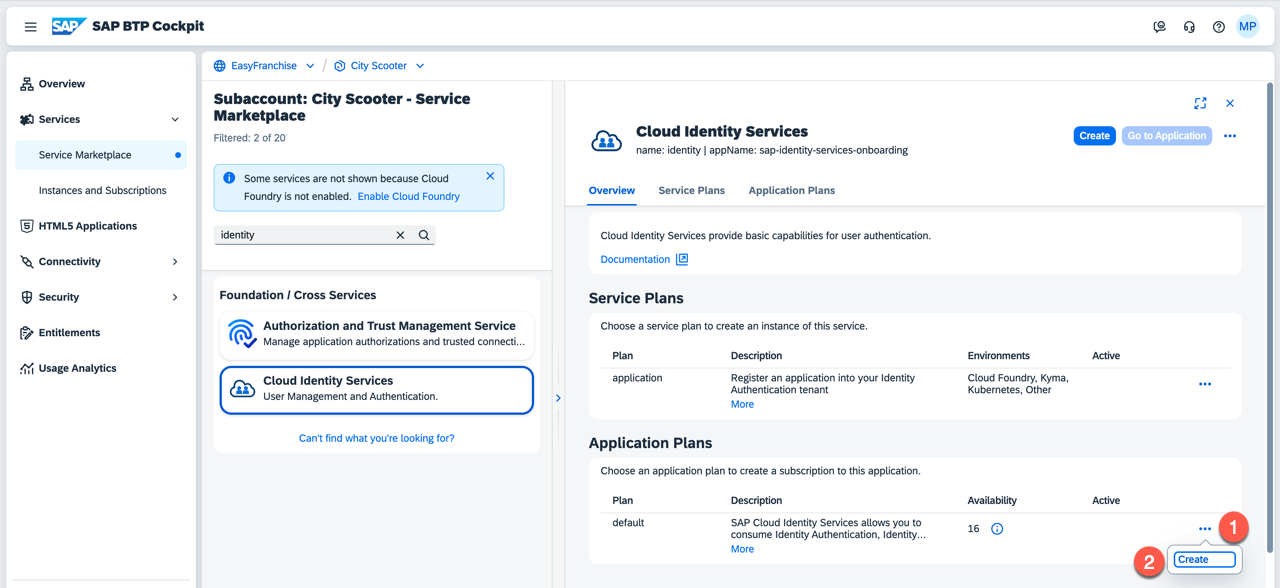 SAP SAP BTP Cockpit
MP
Overview
Services
Service Marketplace
Instances and Subscriptions
HTML5 Applications
Connectivity
Security
Entitlements
Usage Analytics
EasyFranchise / City Scooter
Subaccount: City Scooter - Service
Marketplace
Filtered: 2 of 20
Some services are not shown because Cloud
Foundry is not enabled. Enable Cloud Foundry
identity
Foundation / Cross Services
Authorization and Trust Management Service
Manage application authorizations and trusted connecti...
Cloud Identity Services
User Management and Authentication.
Can't find what you're looking for?
Cloud Identity Services
name: identity | appName: sap-identity-services-onboarding
Create Go to Application
Overview Service Plans Application Plans
Cloud Identity Services provide basic capabilities for user authentication.
Documentation
Service Plans
Choose a service plan to create an instance of this service.
Plan Description Environments Active
application Register an application into your Identity Cloud Foundry, Kyma,
Authentication tenant Kubernetes, Other
More
Application Plans
Choose an application plan to create a subscription to this application.
Plan Description Availability Active
default SAP Cloud Identity Services allows you to 16
consume Identity Authentication, Identity...
More
1
2 Create